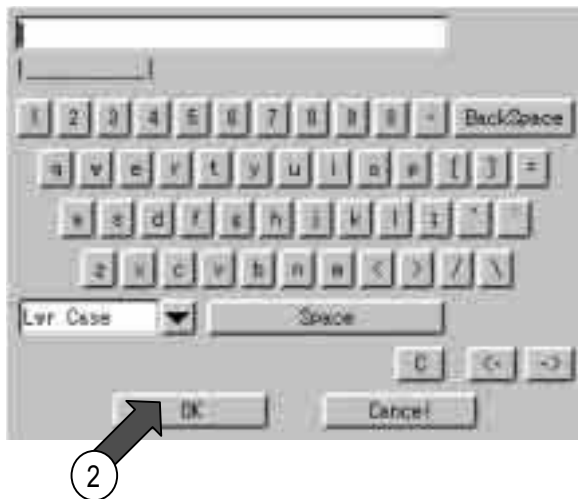 1 2 3 4 5 6 7 8 9 0 - BackSpace
q w e r t y u i o p [ ] =
a s d f g h j k l ; ' `
z x c v b n m < > / \
Lwr Case Space
C <- ->
OK Cancel
2